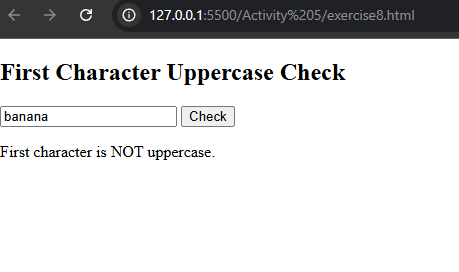 127.0.0.1:5500/Activity%205/exercise8.html
First Character Uppercase Check
banana Check
First character is NOT uppercase.